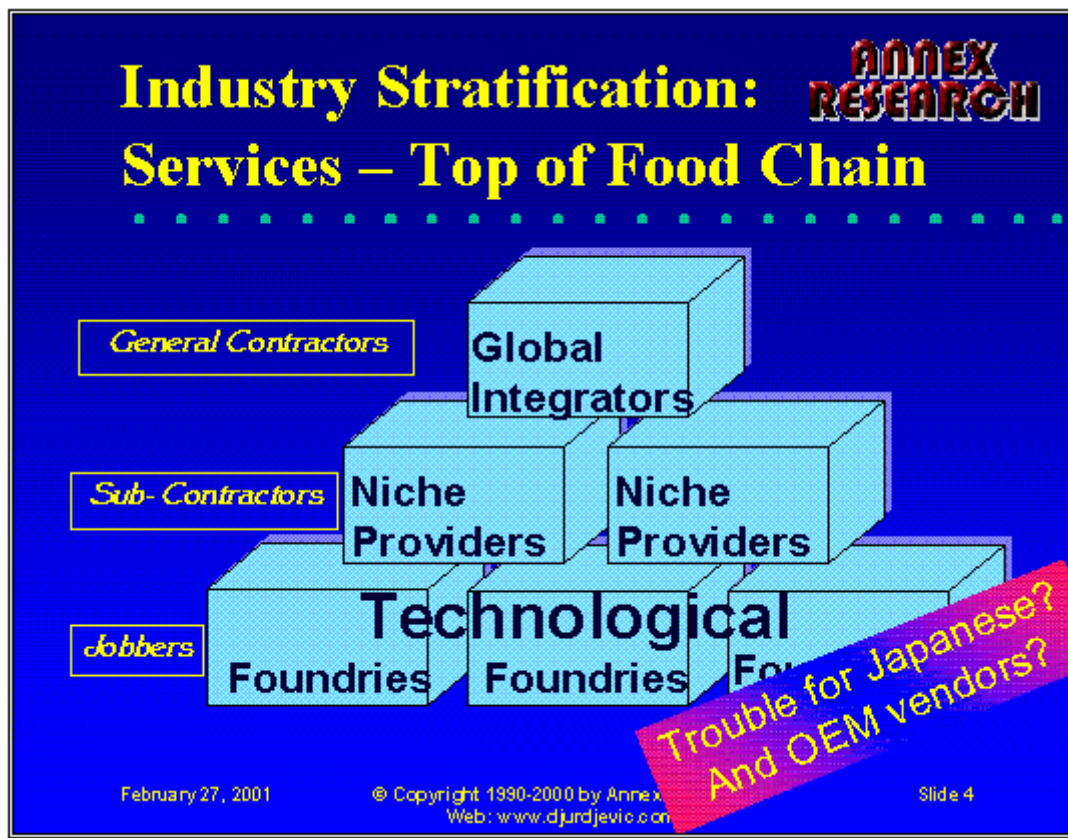 Industry Stratification:
Services – Top of Food Chain
ANNEX
RESEARCH
General Contractors
Global
Integrators
Sub- Contractors
Niche
Providers
Niche
Providers
Jobbers
Technological
Foundries
Foundries
Trouble for Japanese?
And OEM vendors?
February 27, 2001
© Copyright 1990-2000 by Annex
Web: www.djurdjevic.com
Slide 4